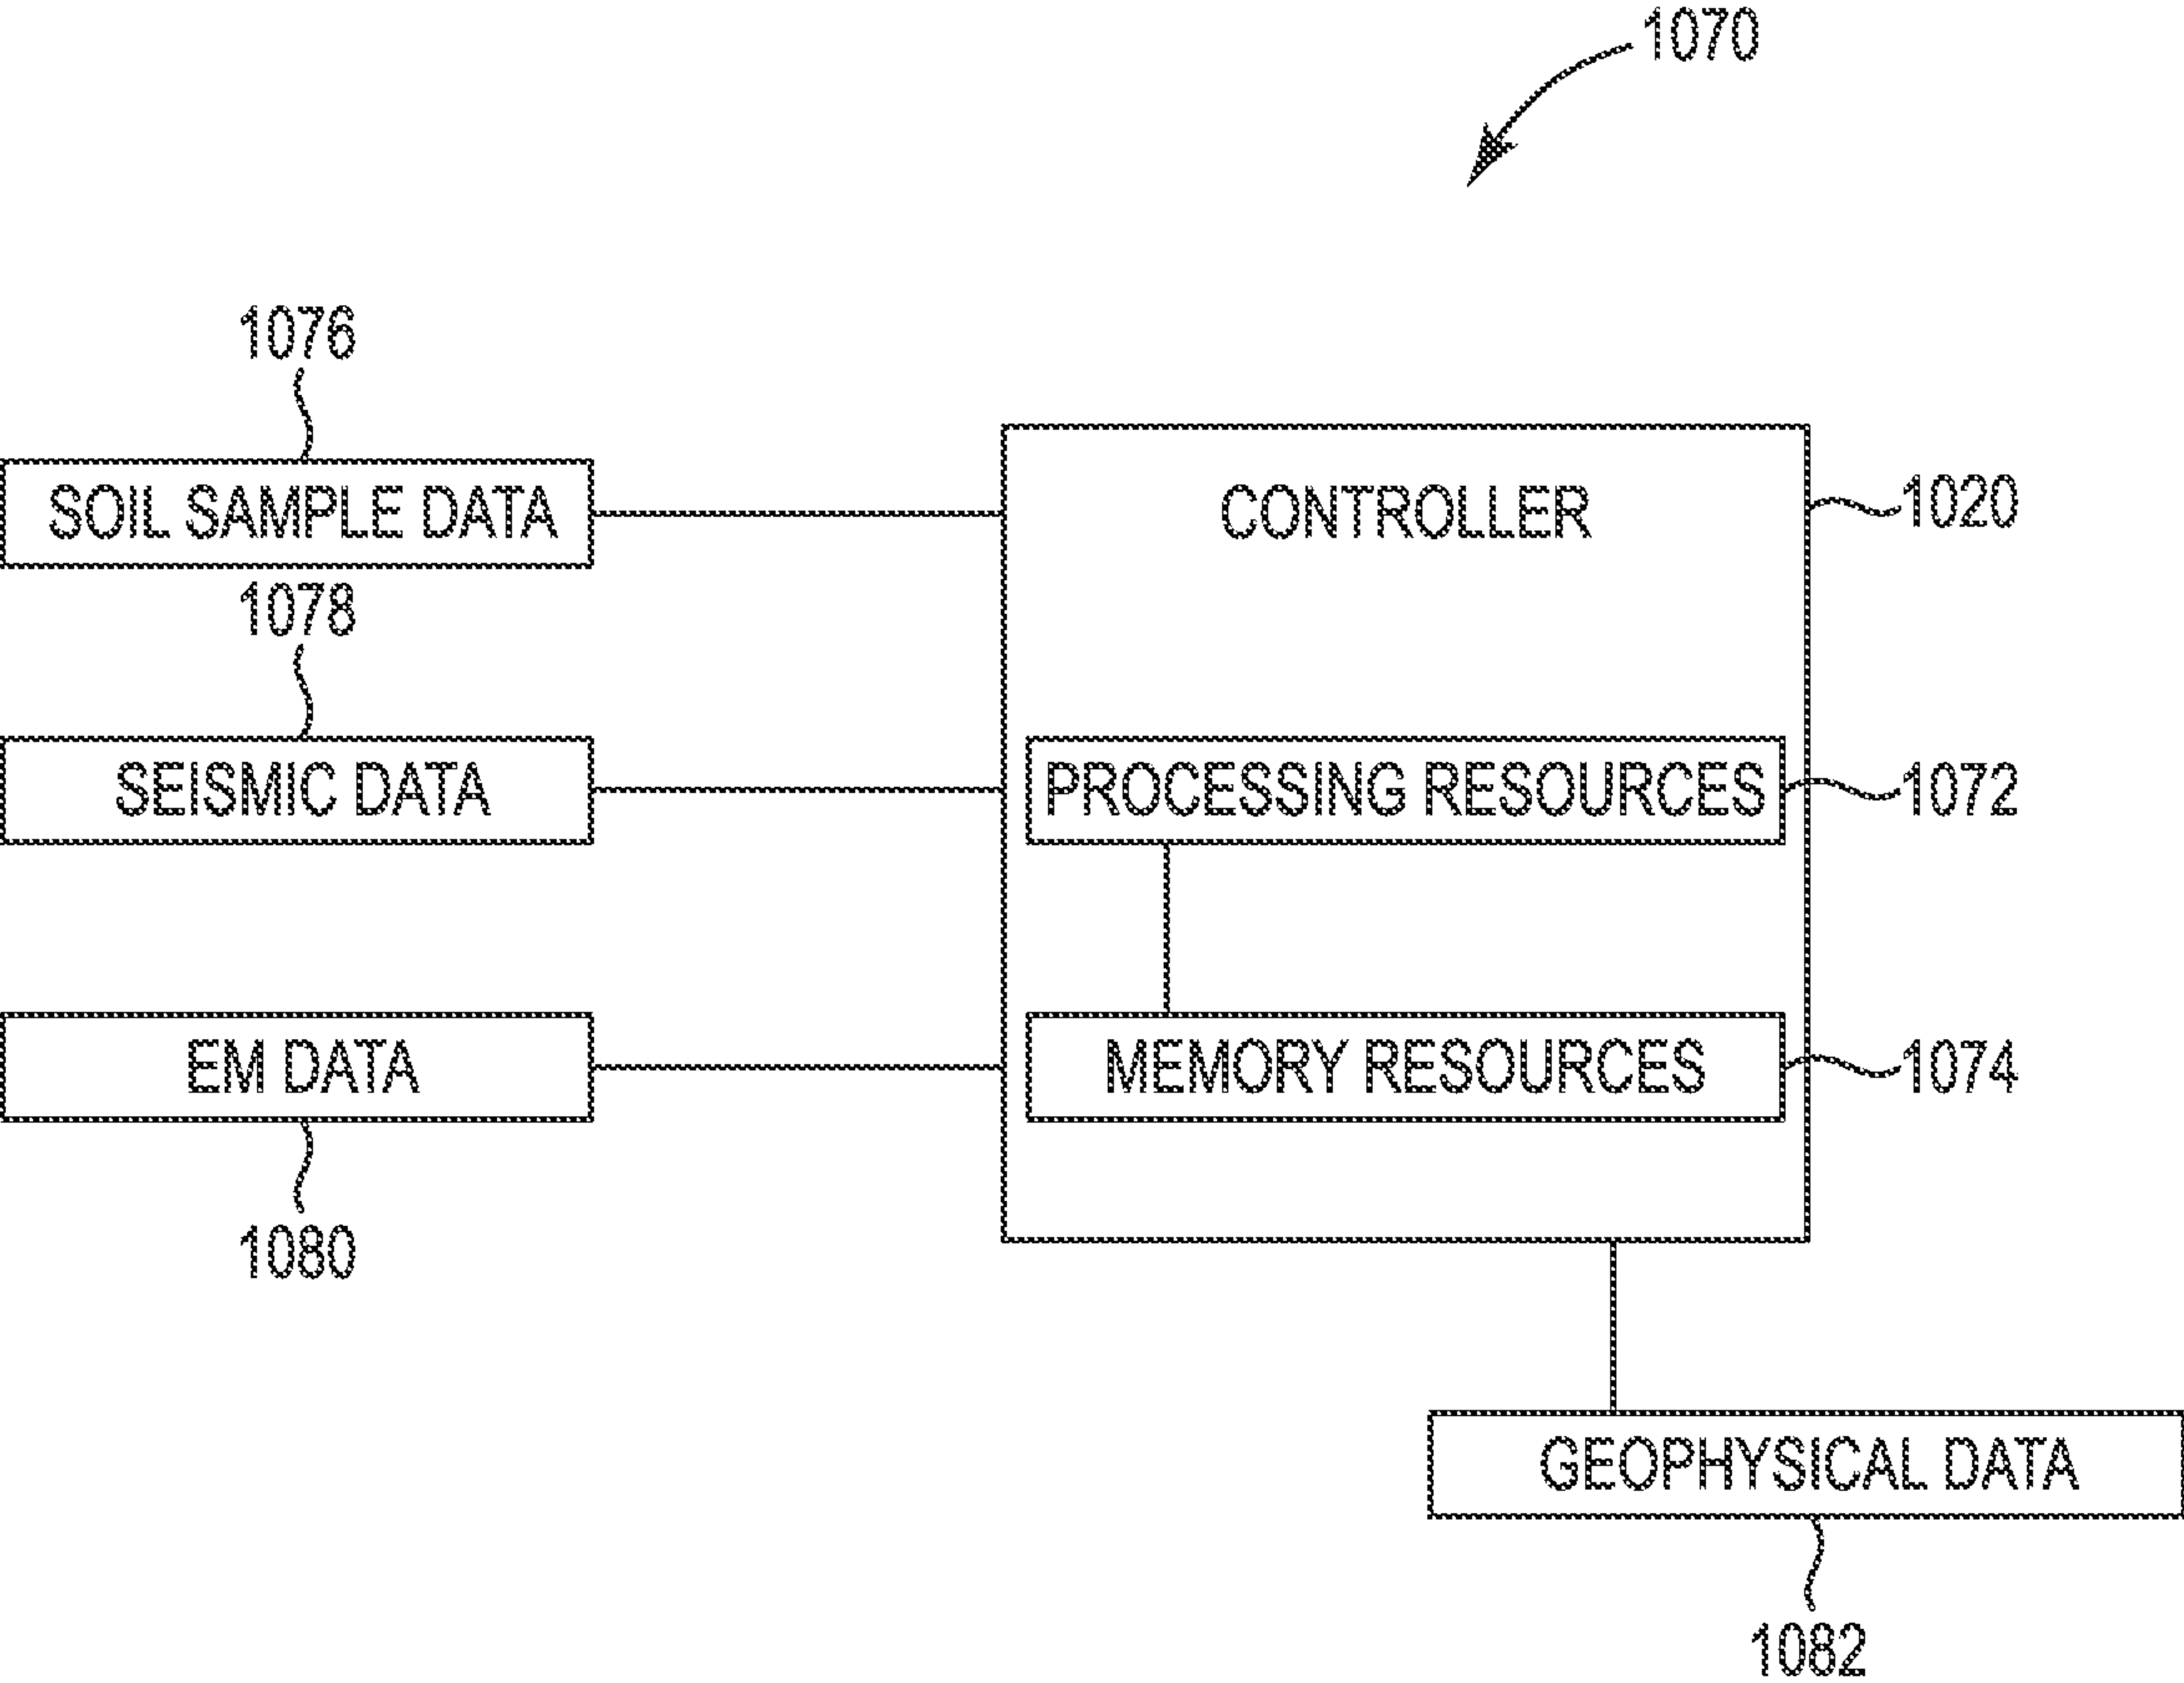 1070
1076
SOIL SAMPLE DATA
CONTROLLER
1020
1078
SEISMIC DATA
PROCESSING RESOURCES
1072
EM DATA
MEMORY RESOURCES
1074
1080
GEOPHYSICAL DATA
1082